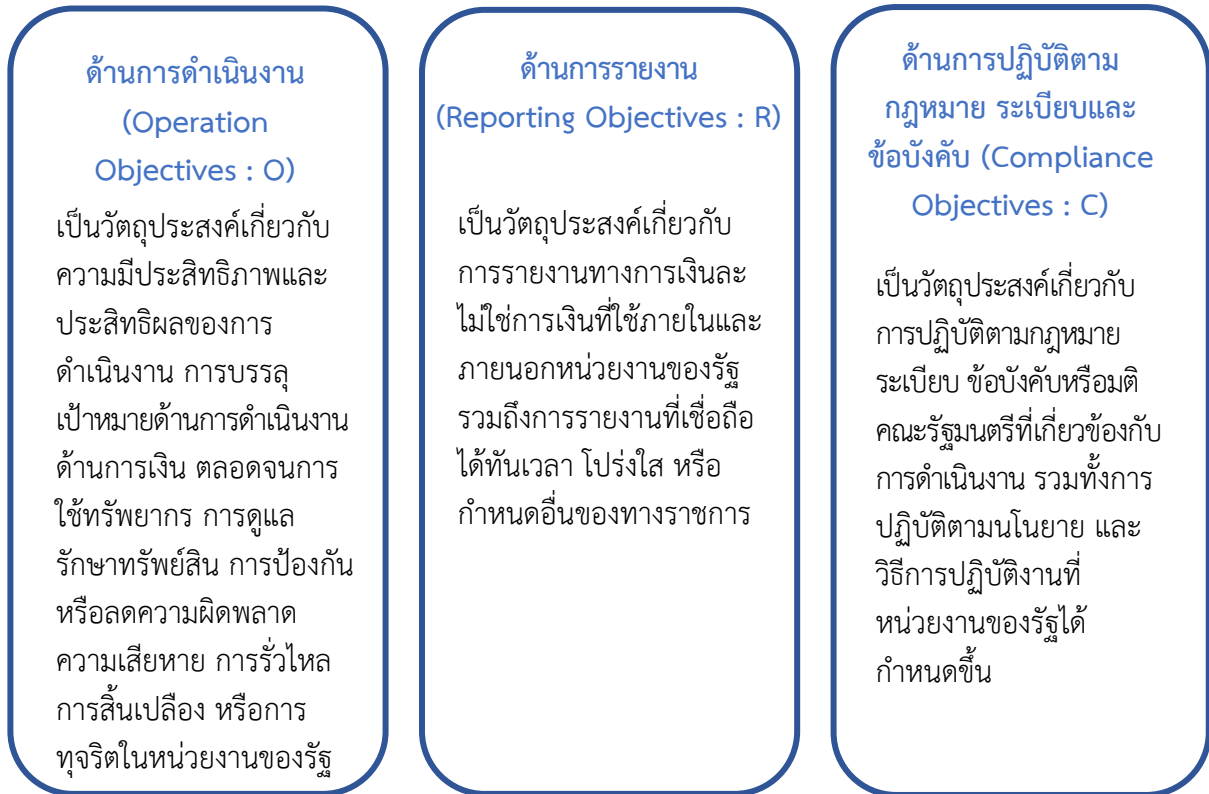 ด้านการดำเนินงาน
(Operation
Objectives : O)
เป็นวัตถุประสงค์เกี่ยวกับ
ความมีประสิทธิภาพและ
ประสิทธิผลของการ
ดำเนินงาน การบรรลุ
เป้าหมายด้านการดำเนินงาน
ด้านการเงิน ตลอดจนการ
ใช้ทรัพยากร การดูแล
รักษาทรัพย์สิน การป้องกัน
หรือลดความผิดพลาด
ความเสียหาย การรั่วไหล
การสิ้นเปลือง หรือการ
ทุจริตในหน่วยงานของรัฐ
ด้านการรายงาน
(Reporting Objectives : R)
เป็นวัตถุประสงค์เกี่ยวกับ
การรายงานทางการเงินละ
ไม่ใช่การเงินที่ใช้ภายในและ
ภายนอกหน่วยงานของรัฐ
รวมถึงการรายงานที่เชื่อถือ
ได้ทันเวลา โปร่งใส หรือ
กำหนดอื่นของทางราชการ
ด้านการปฏิบัติตาม
กฎหมาย ระเบียบและ
ข้อบังคับ (Compliance
Objectives : C)
เป็นวัตถุประสงค์เกี่ยวกับ
การปฏิบัติตามกฎหมาย
ระเบียบ ข้อบังคับหรือมติ
คณะรัฐมนตรีที่เกี่ยวข้องกับ
การดำเนินงาน รวมทั้งการ
ปฏิบัติตามนโนยาย และ
วิธีการปฏิบัติงานที่
หน่วยงานของรัฐได้
กำหนดขึ้น